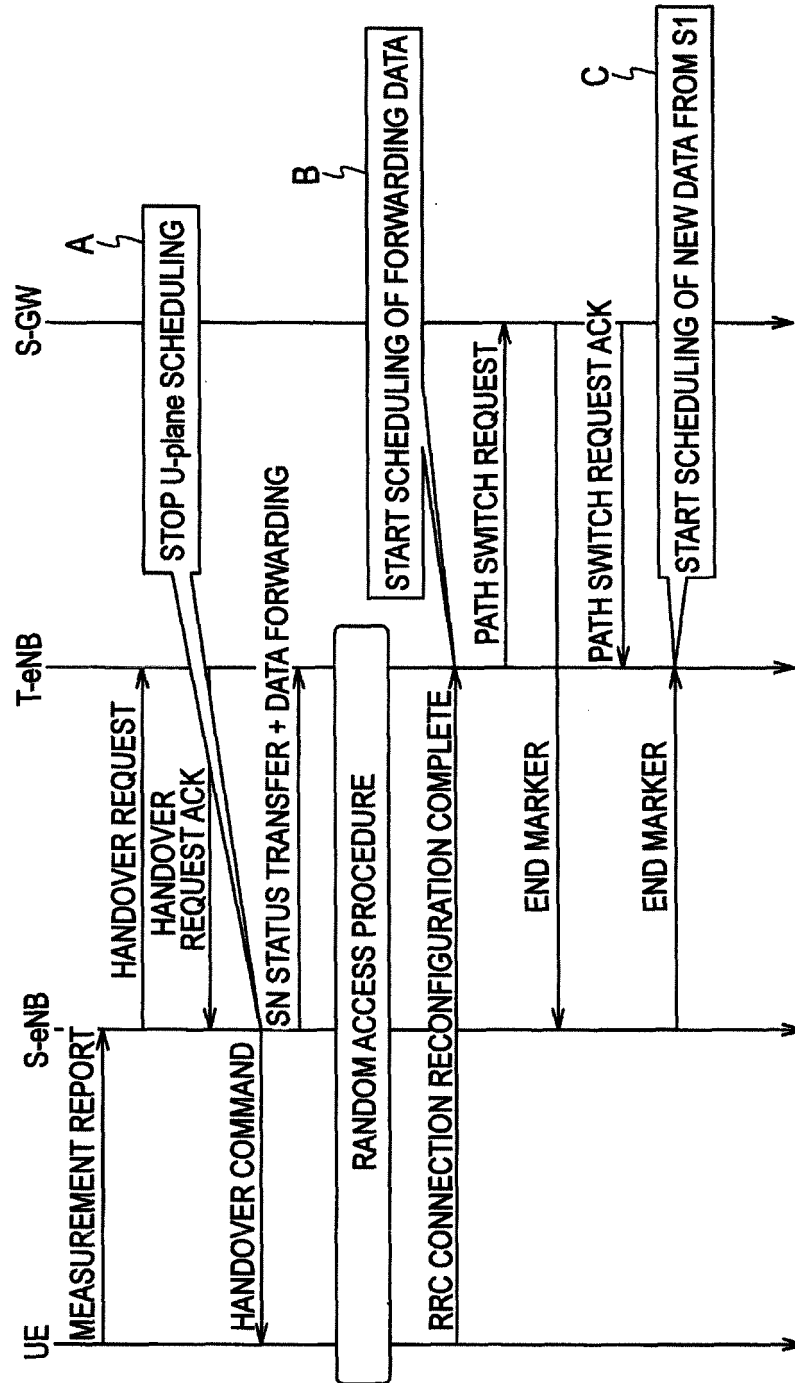 UE
S-eNB
T-eNB
S-GW
MEASUREMENT REPORT
HANDOVER REQUEST
HANDOVER
REQUEST ACK
A
STOP U-plane SCHEDULING
HANDOVER COMMAND
SN STATUS TRANSFER + DATA FORWARDING
RANDOM ACCESS PROCEDURE
B
START SCHEDULING OF FORWARDING DATA
RRC CONNECTION RECONFIGURATION COMPLETE
PATH SWITCH REQUEST
END MARKER
PATH SWITCH REQUEST ACK
C
END MARKER
START SCHEDULING OF NEW DATA FROM S1